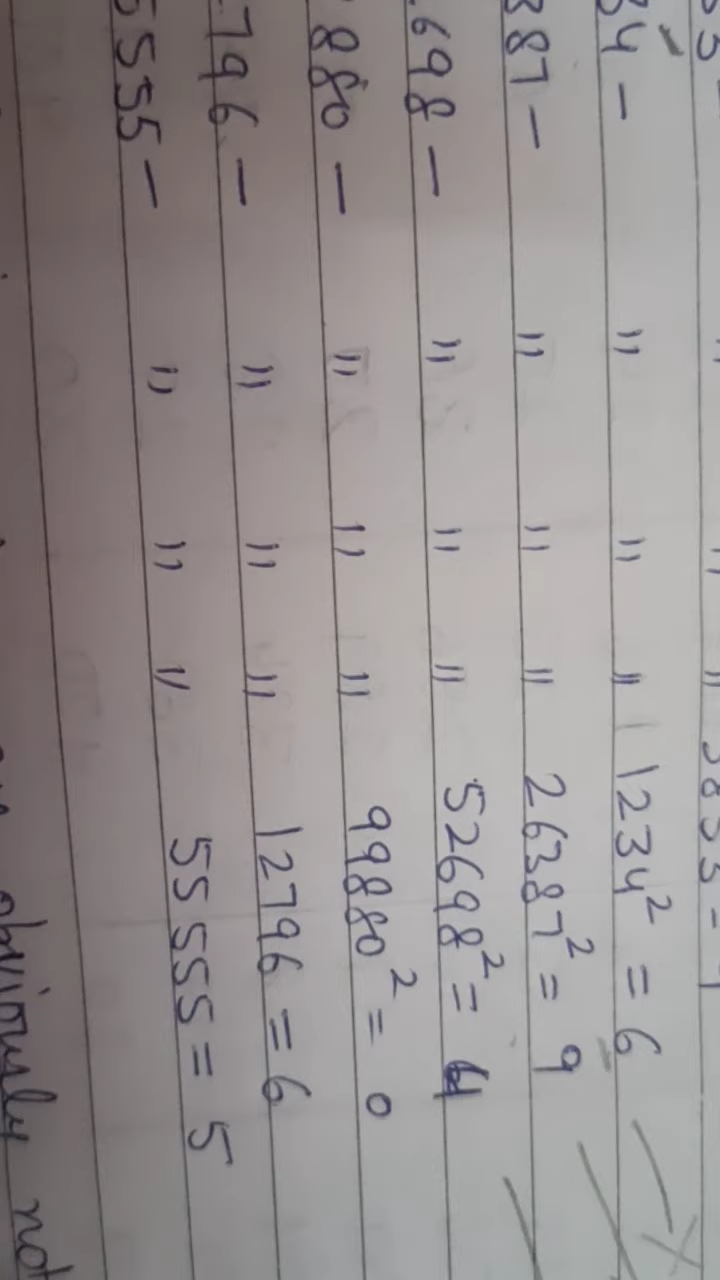 34 - " " " 1234² = 6
387 - " " " 26387² = 9
698 - " " " 52698² = 4
880 - " " " 99880² = 0
796 - " " " 12796 = 6
5555 - " " " 55555 = 5
obviously not